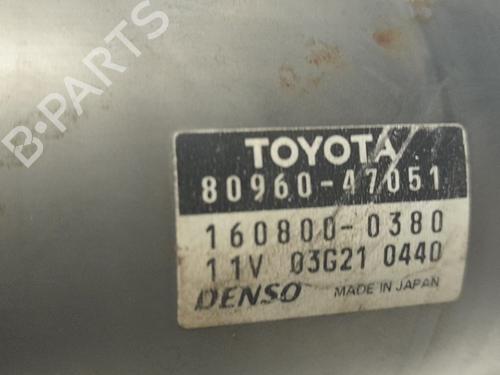 B-PARTS
TOYOTA
80960-47051
160800-0380
11V 03G21 0440
DENSO MADE IN JAPAN